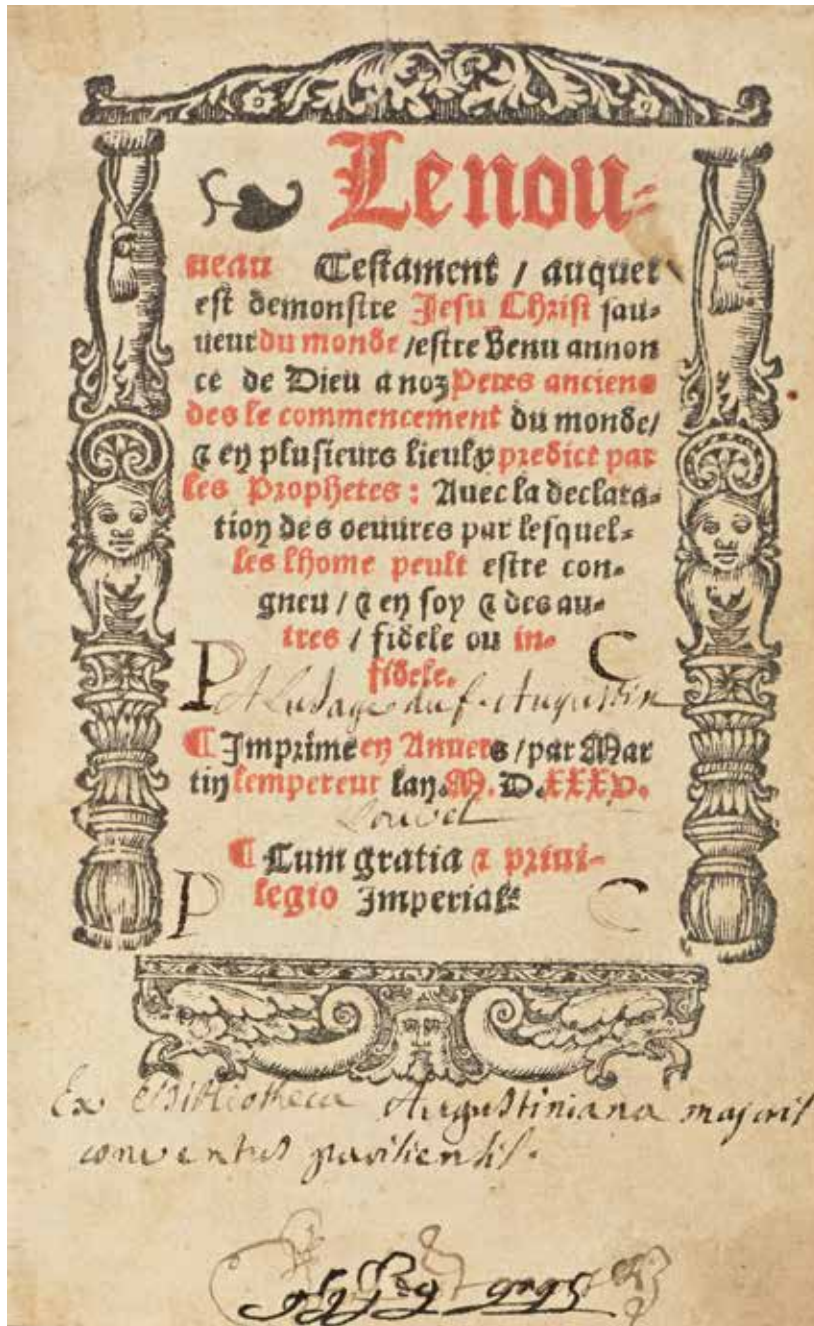 Le nou-
ueau Testament / auquel
est demonstre Jesu Christ sau-
ueur du monde / estre Venu annon
ce de Dieu a noz Peres anciens
des le commencement du monde /
⁊ en plusieurs lieulx predict par
les Prophetes : Auec la declara-
tion des oeuures par lesquel-
les lhome peult estre con-
gneu / ⁊ en soy ⁊ des au-
tres / fidele ou in-
P C
fidele.
A Lusage du f. Augustin
¶ Imprime en Anuers / par Mar
tin lempereur lan. M. D. XXXV.
Louvet
¶ Cum gratia ⁊ priui-
legio Imperiali
P C
Ex Bibliotheca Augustiniana majoris
conventus parisiensis.